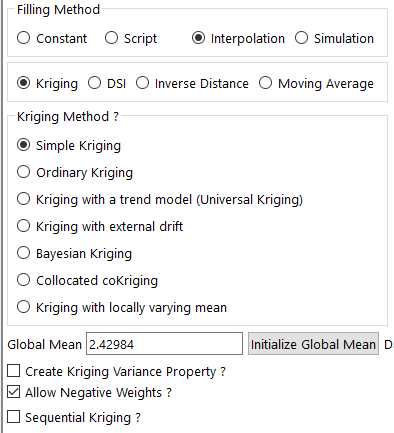 Filling Method
Constant Script Interpolation Simulation
Kriging DSI Inverse Distance Moving Average
Kriging Method ?
Simple Kriging
Ordinary Kriging
Kriging with a trend model (Universal Kriging)
Kriging with external drift
Bayesian Kriging
Collocated coKriging
Kriging with locally varying mean
Global Mean 2.42984 Initialize Global Mean D
Create Kriging Variance Property ?
Allow Negative Weights ?
Sequential Kriging ?